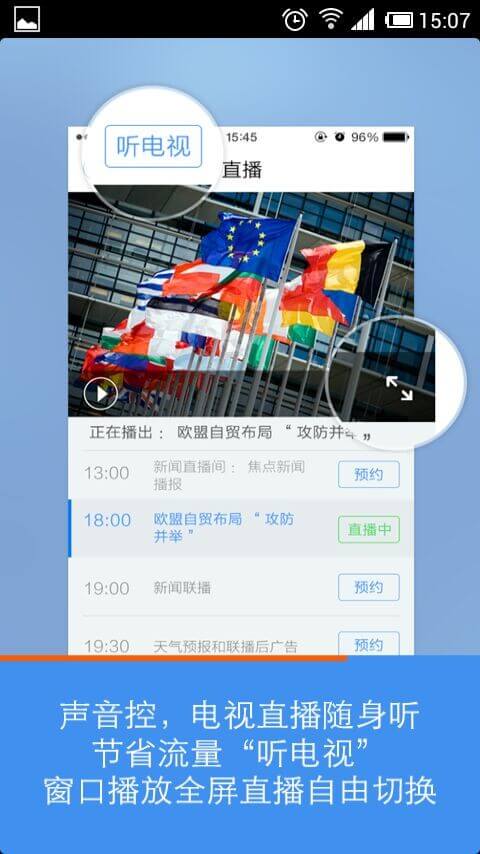 15:07
15:45
96%
听电视
直播
正在播出： 欧盟自贸布局 “ 攻防并举 ”
13:00
新闻直播间： 焦点新闻
播报
预约
18:00
欧盟自贸布局 “ 攻防
并举 ”
直播中
19:00
新闻联播
预约
19:30
天气预报和联播后广告
预约
声音控，电视直播随身听
节省流量“听电视”
窗口播放全屏直播自由切换